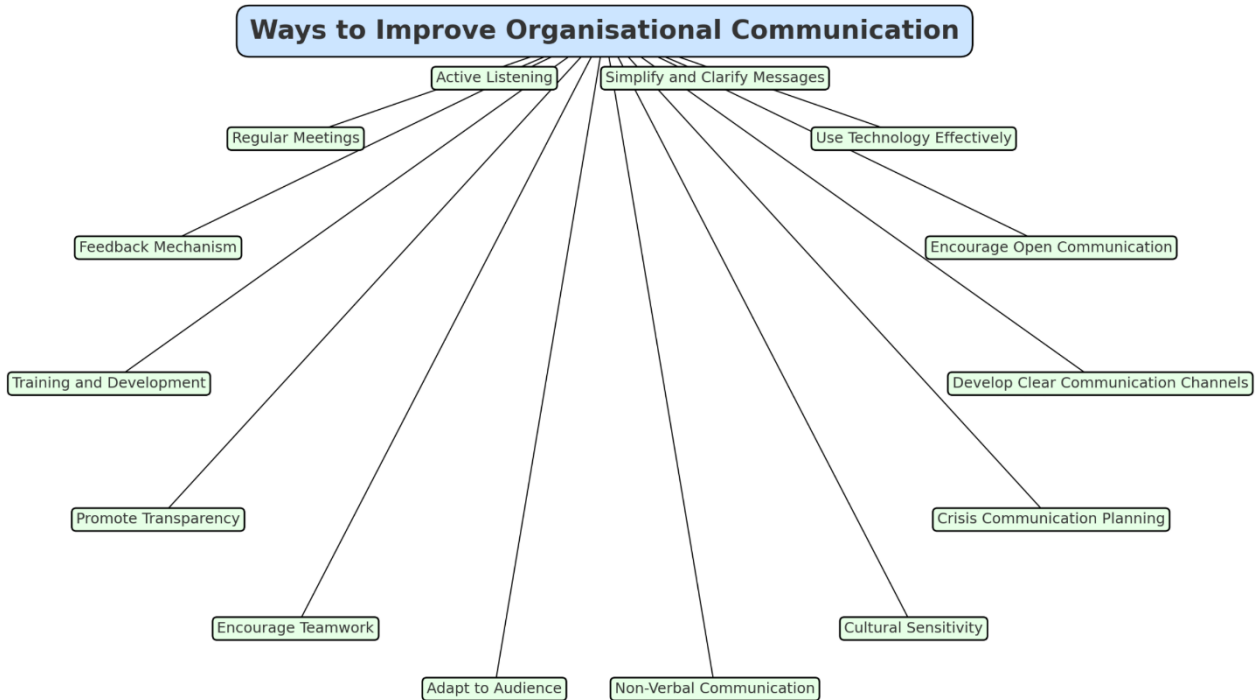 Ways to Improve Organisational Communication
Active Listening
Simplify and Clarify Messages
Regular Meetings
Use Technology Effectively
Feedback Mechanism
Encourage Open Communication
Training and Development
Develop Clear Communication Channels
Promote Transparency
Crisis Communication Planning
Encourage Teamwork
Cultural Sensitivity
Adapt to Audience
Non-Verbal Communication